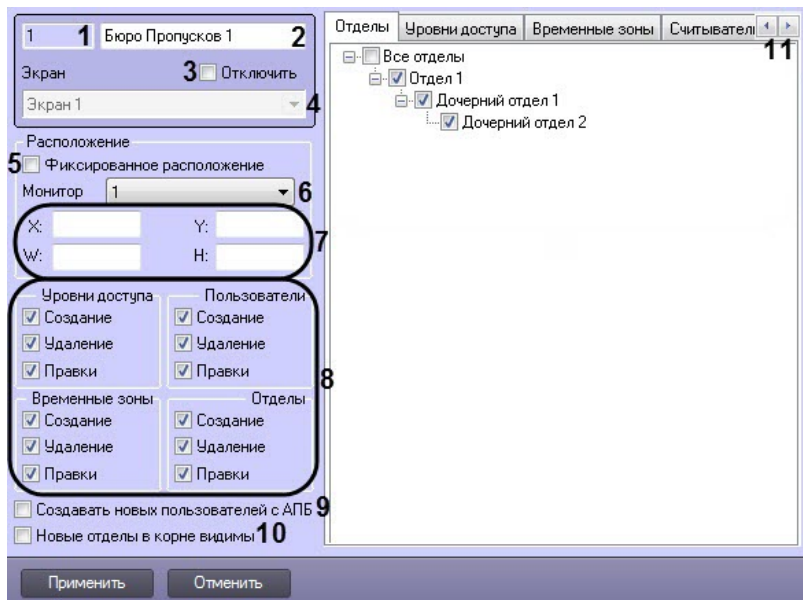 1 1 Бюро Пропусков 1 2
Экран 3 Отключить
Экран 1 4
Расположение
5 Фиксированное расположение
Монитор 1 6
X: Y: 7
W: H:
Уровни доступа Пользователи
Создание Создание
Удаление Удаление
Правки Правки
8
Временные зоны Отделы
Создание Создание
Удаление Удаление
Правки Правки
Создавать новых пользователей с АПБ 9
Новые отделы в корне видимы 10
Отделы Уровни доступа Временные зоны Считывател
11
Все отделы
Отдел 1
Дочерний отдел 1
Дочерний отдел 2
Применить Отменить